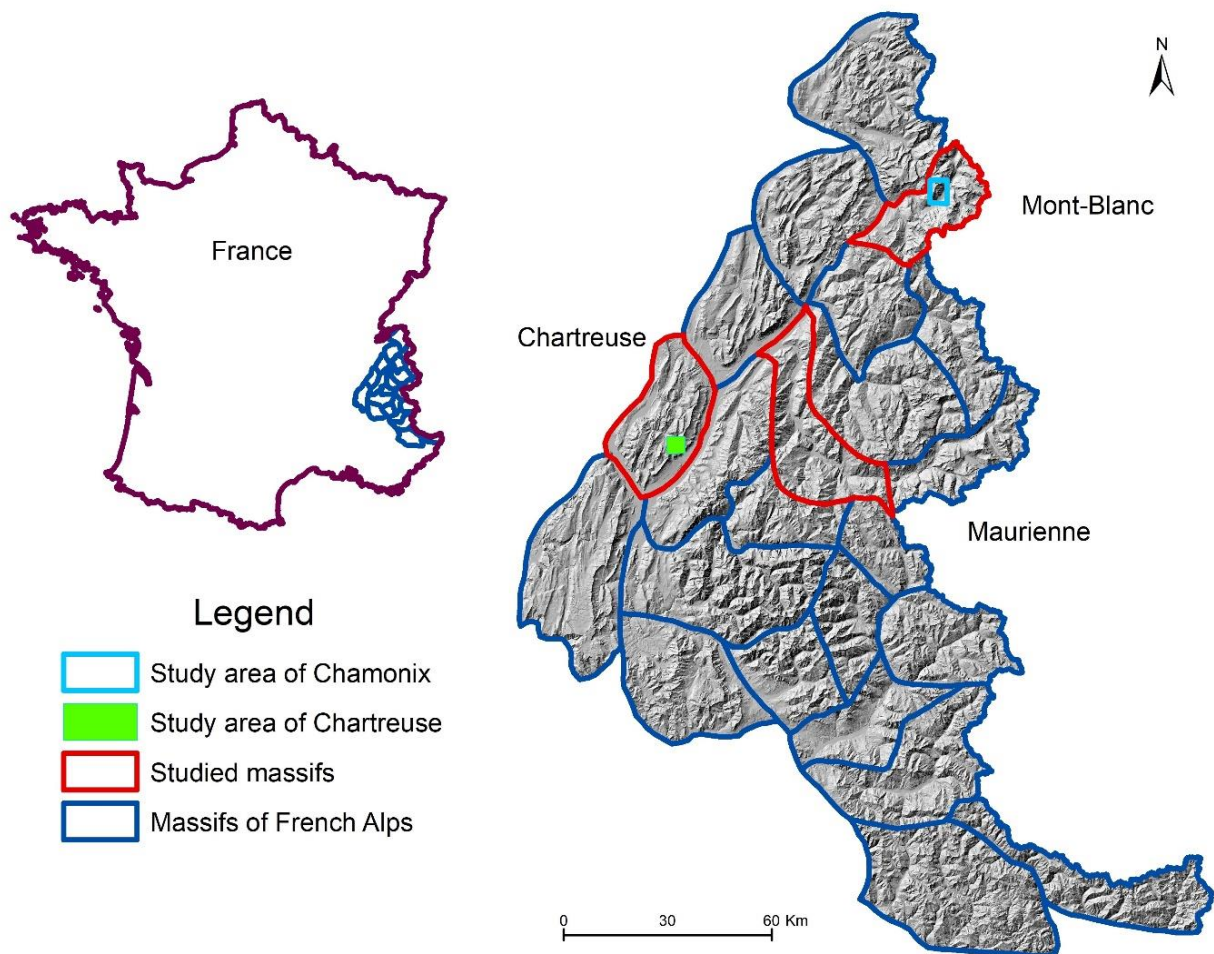 N
Mont-Blanc
France
Chartreuse
Maurienne
Legend
Study area of Chamonix
Study area of Chartreuse
Studied massifs
Massifs of French Alps
0 30 60 Km